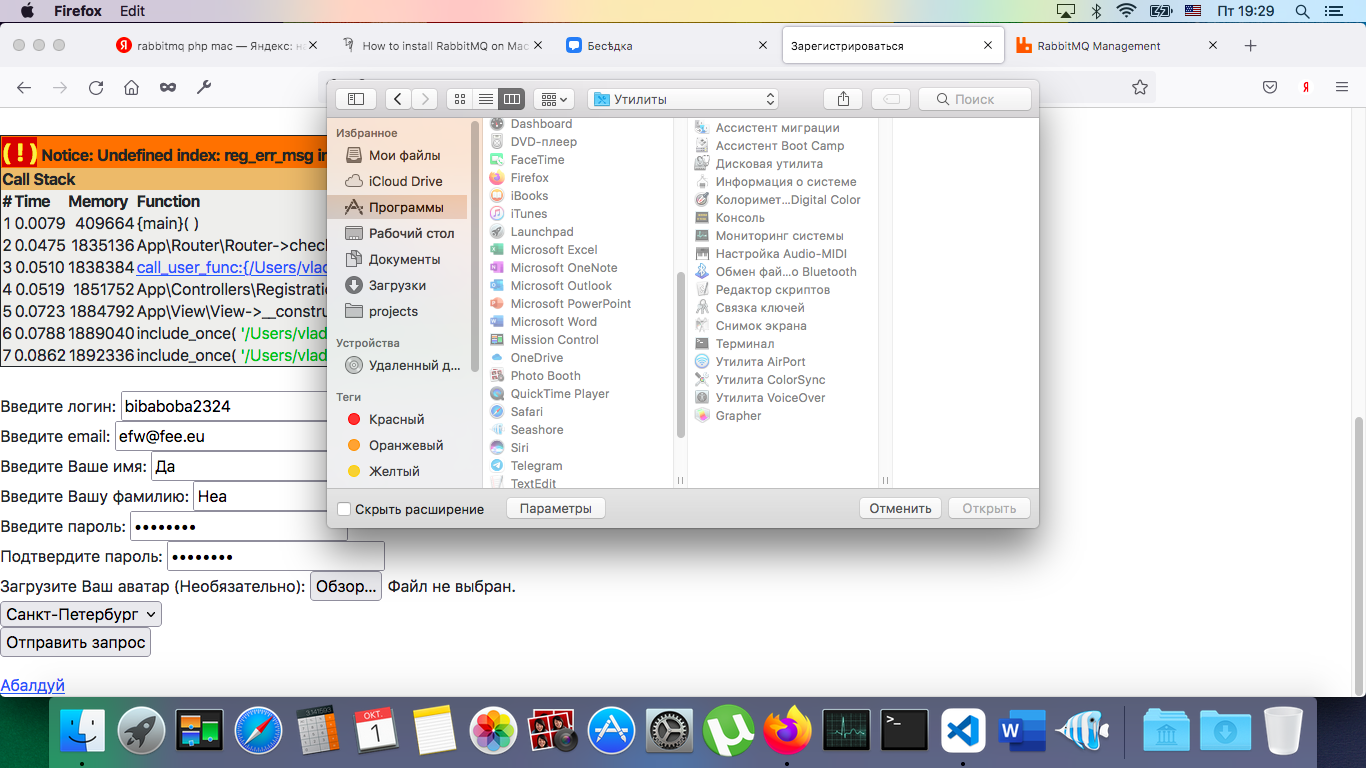 Firefox Edit Пт 19:29
rabbitmq php mac — Яндекс: на
How to install RabbitMQ on Mac
Бесѣдка
Зарегистрироваться
RabbitMQ Management
Утилиты
Поиск
( ! ) Notice: Undefined index: reg_err_msg in
Call Stack
# Time Memory Function
1 0.0079 409664 {main}( )
2 0.0475 1835136 App\Router\Router->check
3 0.0510 1838384 call_user_func:{/Users/vlad
4 0.0519 1851752 App\Controllers\Registratio
5 0.0723 1884792 App\View\View->__constru
6 0.0788 1889040 include_once( '/Users/vlad
7 0.0862 1892336 include_once( '/Users/vlad
Избранное
Мои файлы
iCloud Drive
Программы
Рабочий стол
Документы
Загрузки
projects
Устройства
Удаленный д...
Теги
Красный
Оранжевый
Желтый
Dashboard
DVD-плеер
FaceTime
Firefox
iBooks
iTunes
Launchpad
Microsoft Excel
Microsoft OneNote
Microsoft Outlook
Microsoft PowerPoint
Microsoft Word
Mission Control
OneDrive
Photo Booth
QuickTime Player
Safari
Seashore
Siri
Telegram
TextEdit
Ассистент миграции
Ассистент Boot Camp
Дисковая утилита
Информация о системе
Колоримет...Digital Color
Консоль
Мониторинг системы
Настройка Audio-MIDI
Обмен фай...о Bluetooth
Редактор скриптов
Связка ключей
Снимок экрана
Терминал
Утилита AirPort
Утилита ColorSync
Утилита VoiceOver
Grapher
Скрыть расширение
Параметры
Отменить
Открыть
Введите логин: bibaboba2324
Введите email: efw@fee.eu
Введите Ваше имя: Да
Введите Вашу фамилию: Неа
Введите пароль: ••••••••
Подтвердите пароль: ••••••••
Загрузите Ваш аватар (Необязательно): Обзор... Файл не выбран.
Санкт-Петербург
Отправить запрос
Абалдуй
ОКТ.
1